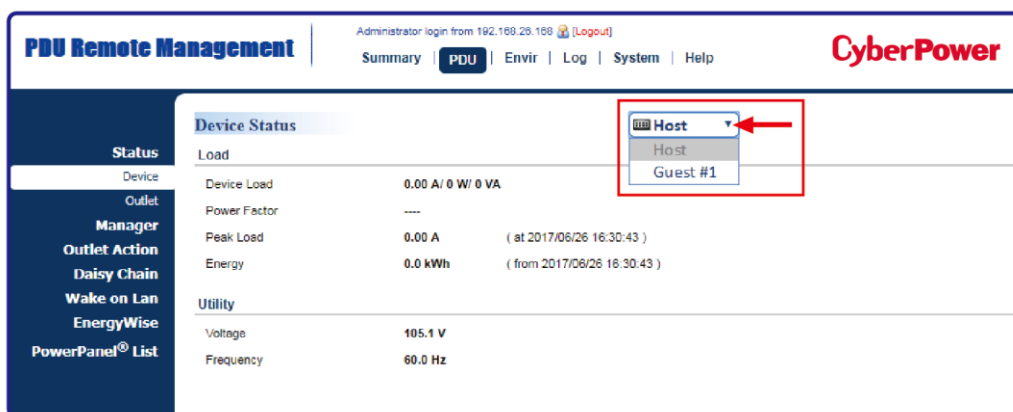 Administrator login from 192.168.26.168 [Logout]
PDU Remote Management
Summary | PDU | Envir | Log | System | Help
CyberPower
Device Status
Host
Host
Guest #1
Status
Device
Outlet
Manager
Outlet Action
Daisy Chain
Wake on Lan
EnergyWise
PowerPanel® List
Load
Device Load 0.00 A/ 0 W/ 0 VA
Power Factor ----
Peak Load 0.00 A ( at 2017/06/26 16:30:43 )
Energy 0.0 kWh ( from 2017/06/26 16:30:43 )
Utility
Voltage 105.1 V
Frequency 60.0 Hz